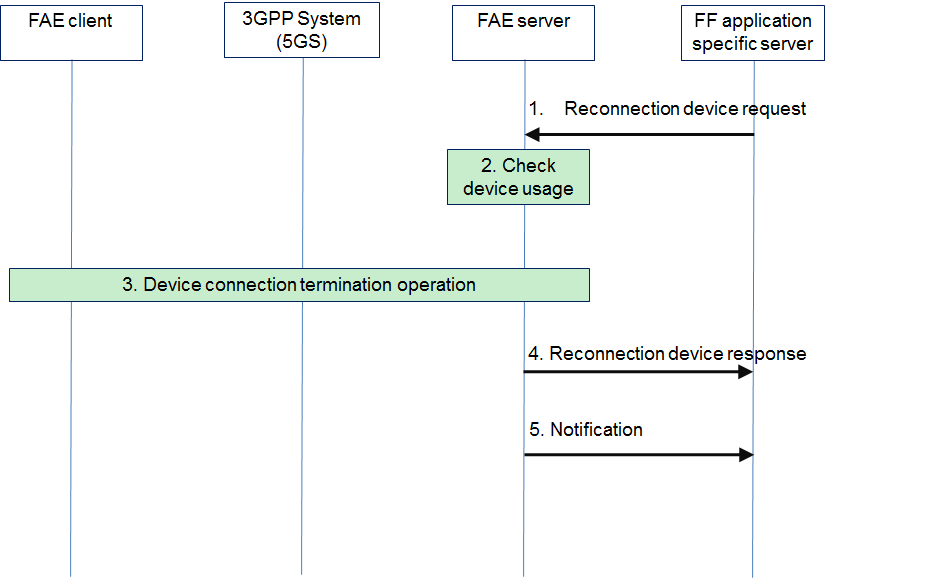 FAE client
3GPP System
(5GS)
FAE server
FF application
specific server
1. Reconnection device request
2. Check
device usage
3. Device connection termination operation
4. Reconnection device response
5. Notification